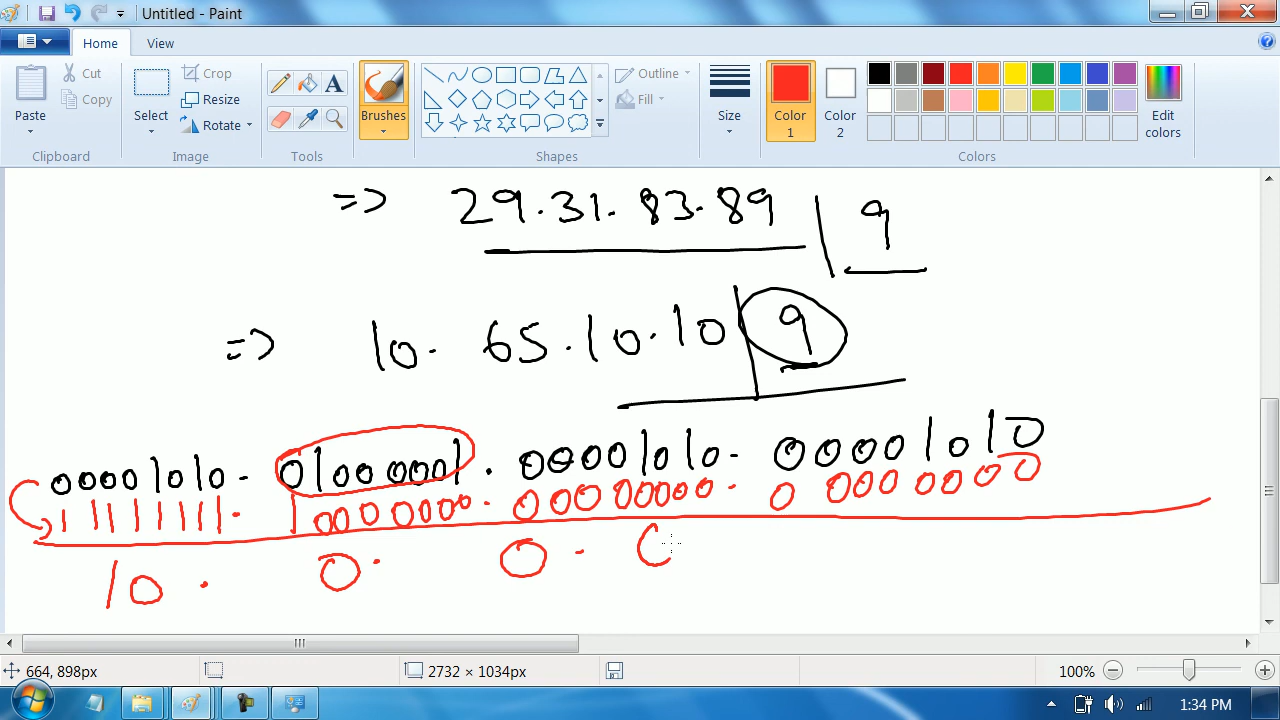 Untitled - Paint
Home View
Paste
Cut
Copy
Clipboard
Select
Crop
Resize
Rotate
Image
A
Tools
Brushes
Outline
Fill
Shapes
Size
Color 1
Color 2
Edit colors
Colors
=> 29.31.83.89 | 9
=> 10. 65.10.10 | 9
00001010. 01000001. 00001010. 00001010
11111111. 10000000. 00000000. 00000000
10. 0. 0. 0
664, 898px
2732 × 1034px
100%
1:34 PM